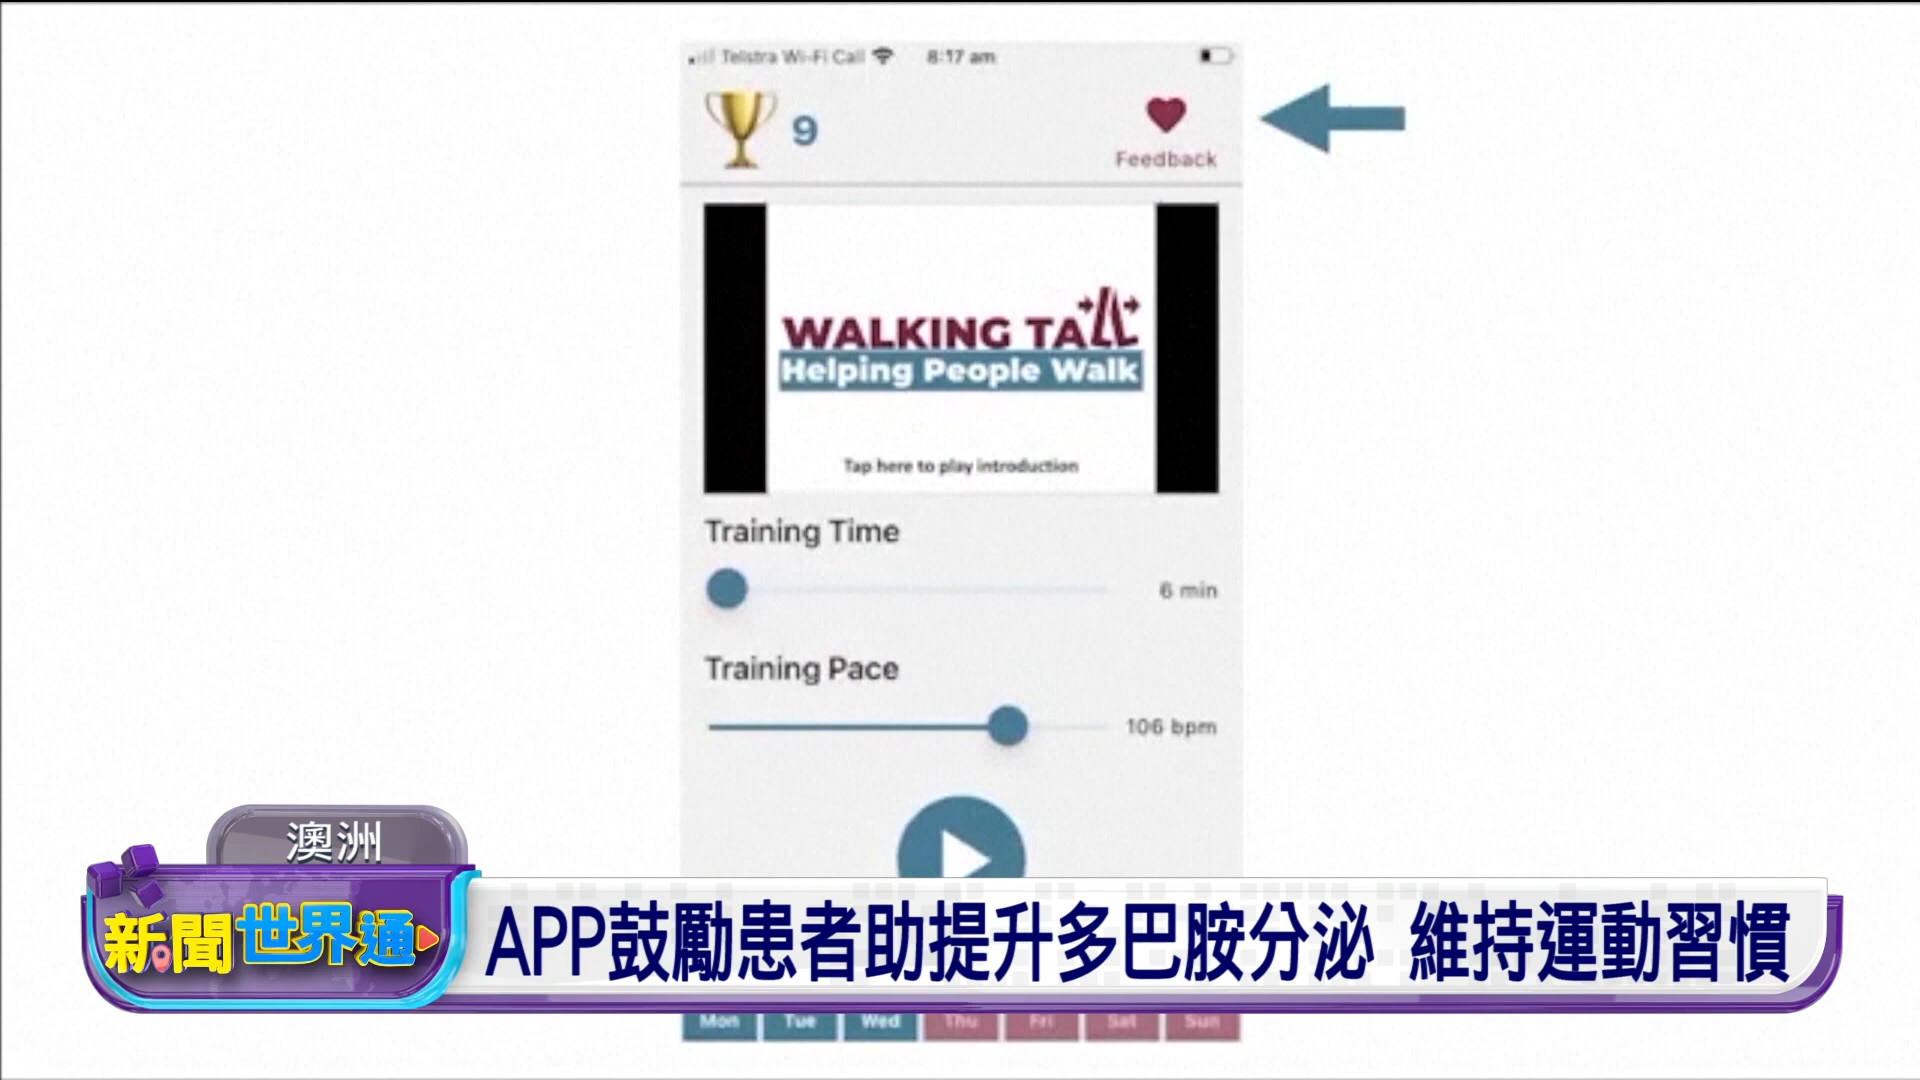 Telstra Wi-Fi Call 8:17 am
9
Feedback
WALKING TALL
Helping People Walk
Tap here to play introduction
Training Time
6 min
Training Pace
106 bpm
澳洲
新聞世界通
APP鼓勵患者助提升多巴胺分泌 維持運動習慣
Mon Tue Wed Thu Fri Sat Sun